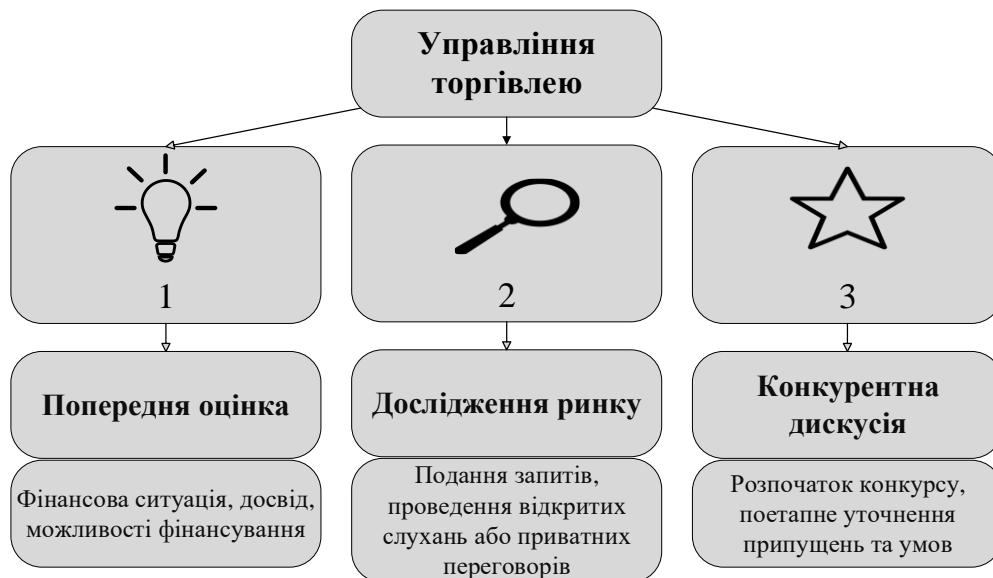 Управління
торгівлею
1
2
3
Попередня оцінка
Фінансова ситуація, досвід,
можливості фінансування
Дослідження ринку
Подання запитів,
проведення відкритих
слухань або приватних
переговорів
Конкурентна
дискусія
Розпочаток конкурсу,
поетапне уточнення
припущень та умов